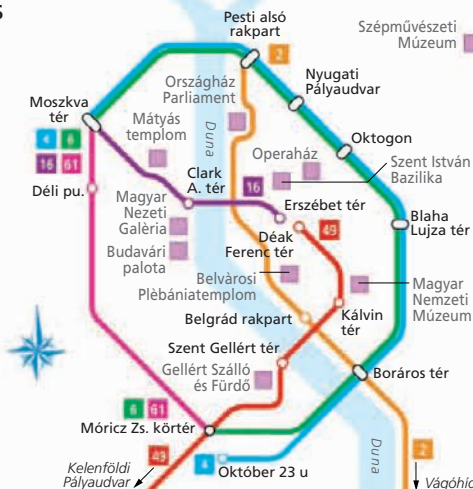 s
Pesti alsó
rakpart
2
Szépművészeti
Múzeum
Országház
Parliament
Nyugati
Pályaudvar
Moszkva
tér
4 6
16 61
Mátyás
templom
Duna
Operaház
Oktogon
Szent István
Bazilika
Clark
A. tér
16
Déli pu.
Erszébet tér
Magyar
Nezeti
Galèria
49
Blaha
Lujza tér
Déak
Ferenc tér
Budavári
palota
Belvàrosi
Plèbániatemplom
Magyar
Nemzeti
Múzeum
Belgrád rakpart
Kálvin
tér
Szent Gellért tér
Gellért Szálló
és Fürdő
Boráros tér
6 61
Móricz Zs. körtér
49
Kelenföldi
Pályaudvar
4 Október 23 u
Duna
2
Vágóhíd